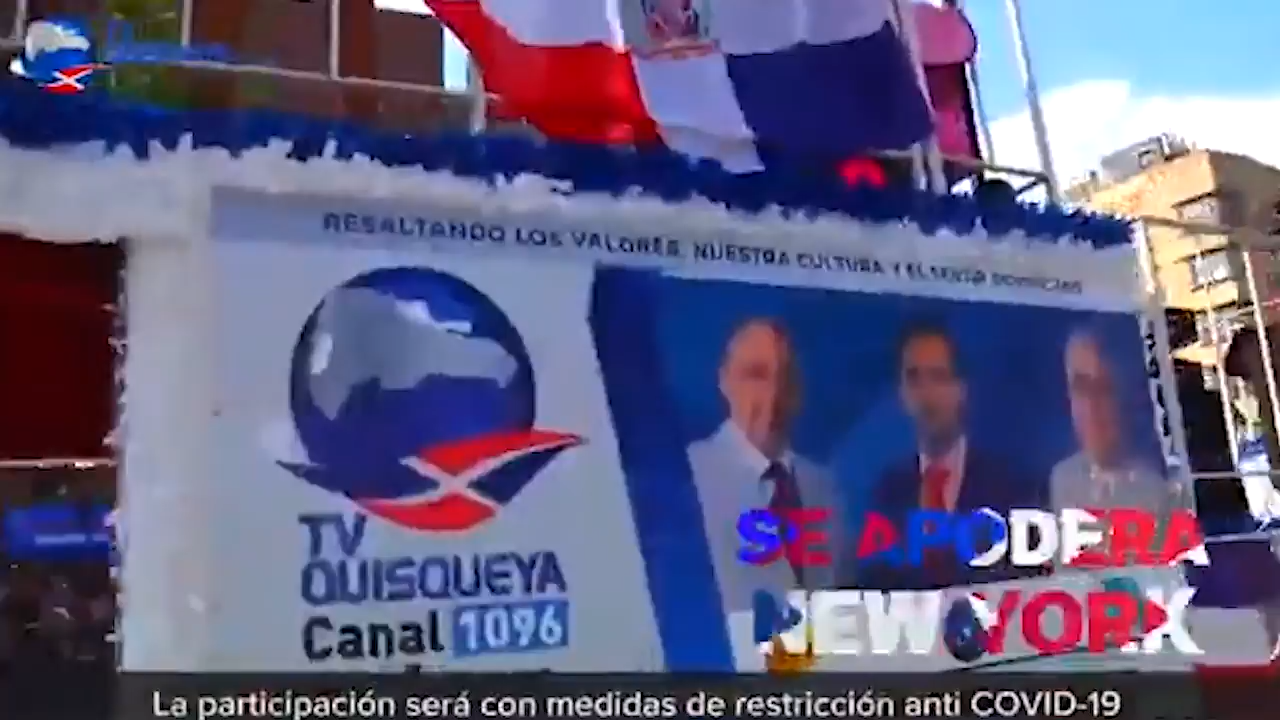 RESALTANDO LOS VALORES, NUESTRA CULTURA Y EL SENTIR DOMINICANO
TV
QUISQUEYA
Canal 1096
SE APODERA
NEW YORK
La participación será con medidas de restricción anti COVID-19